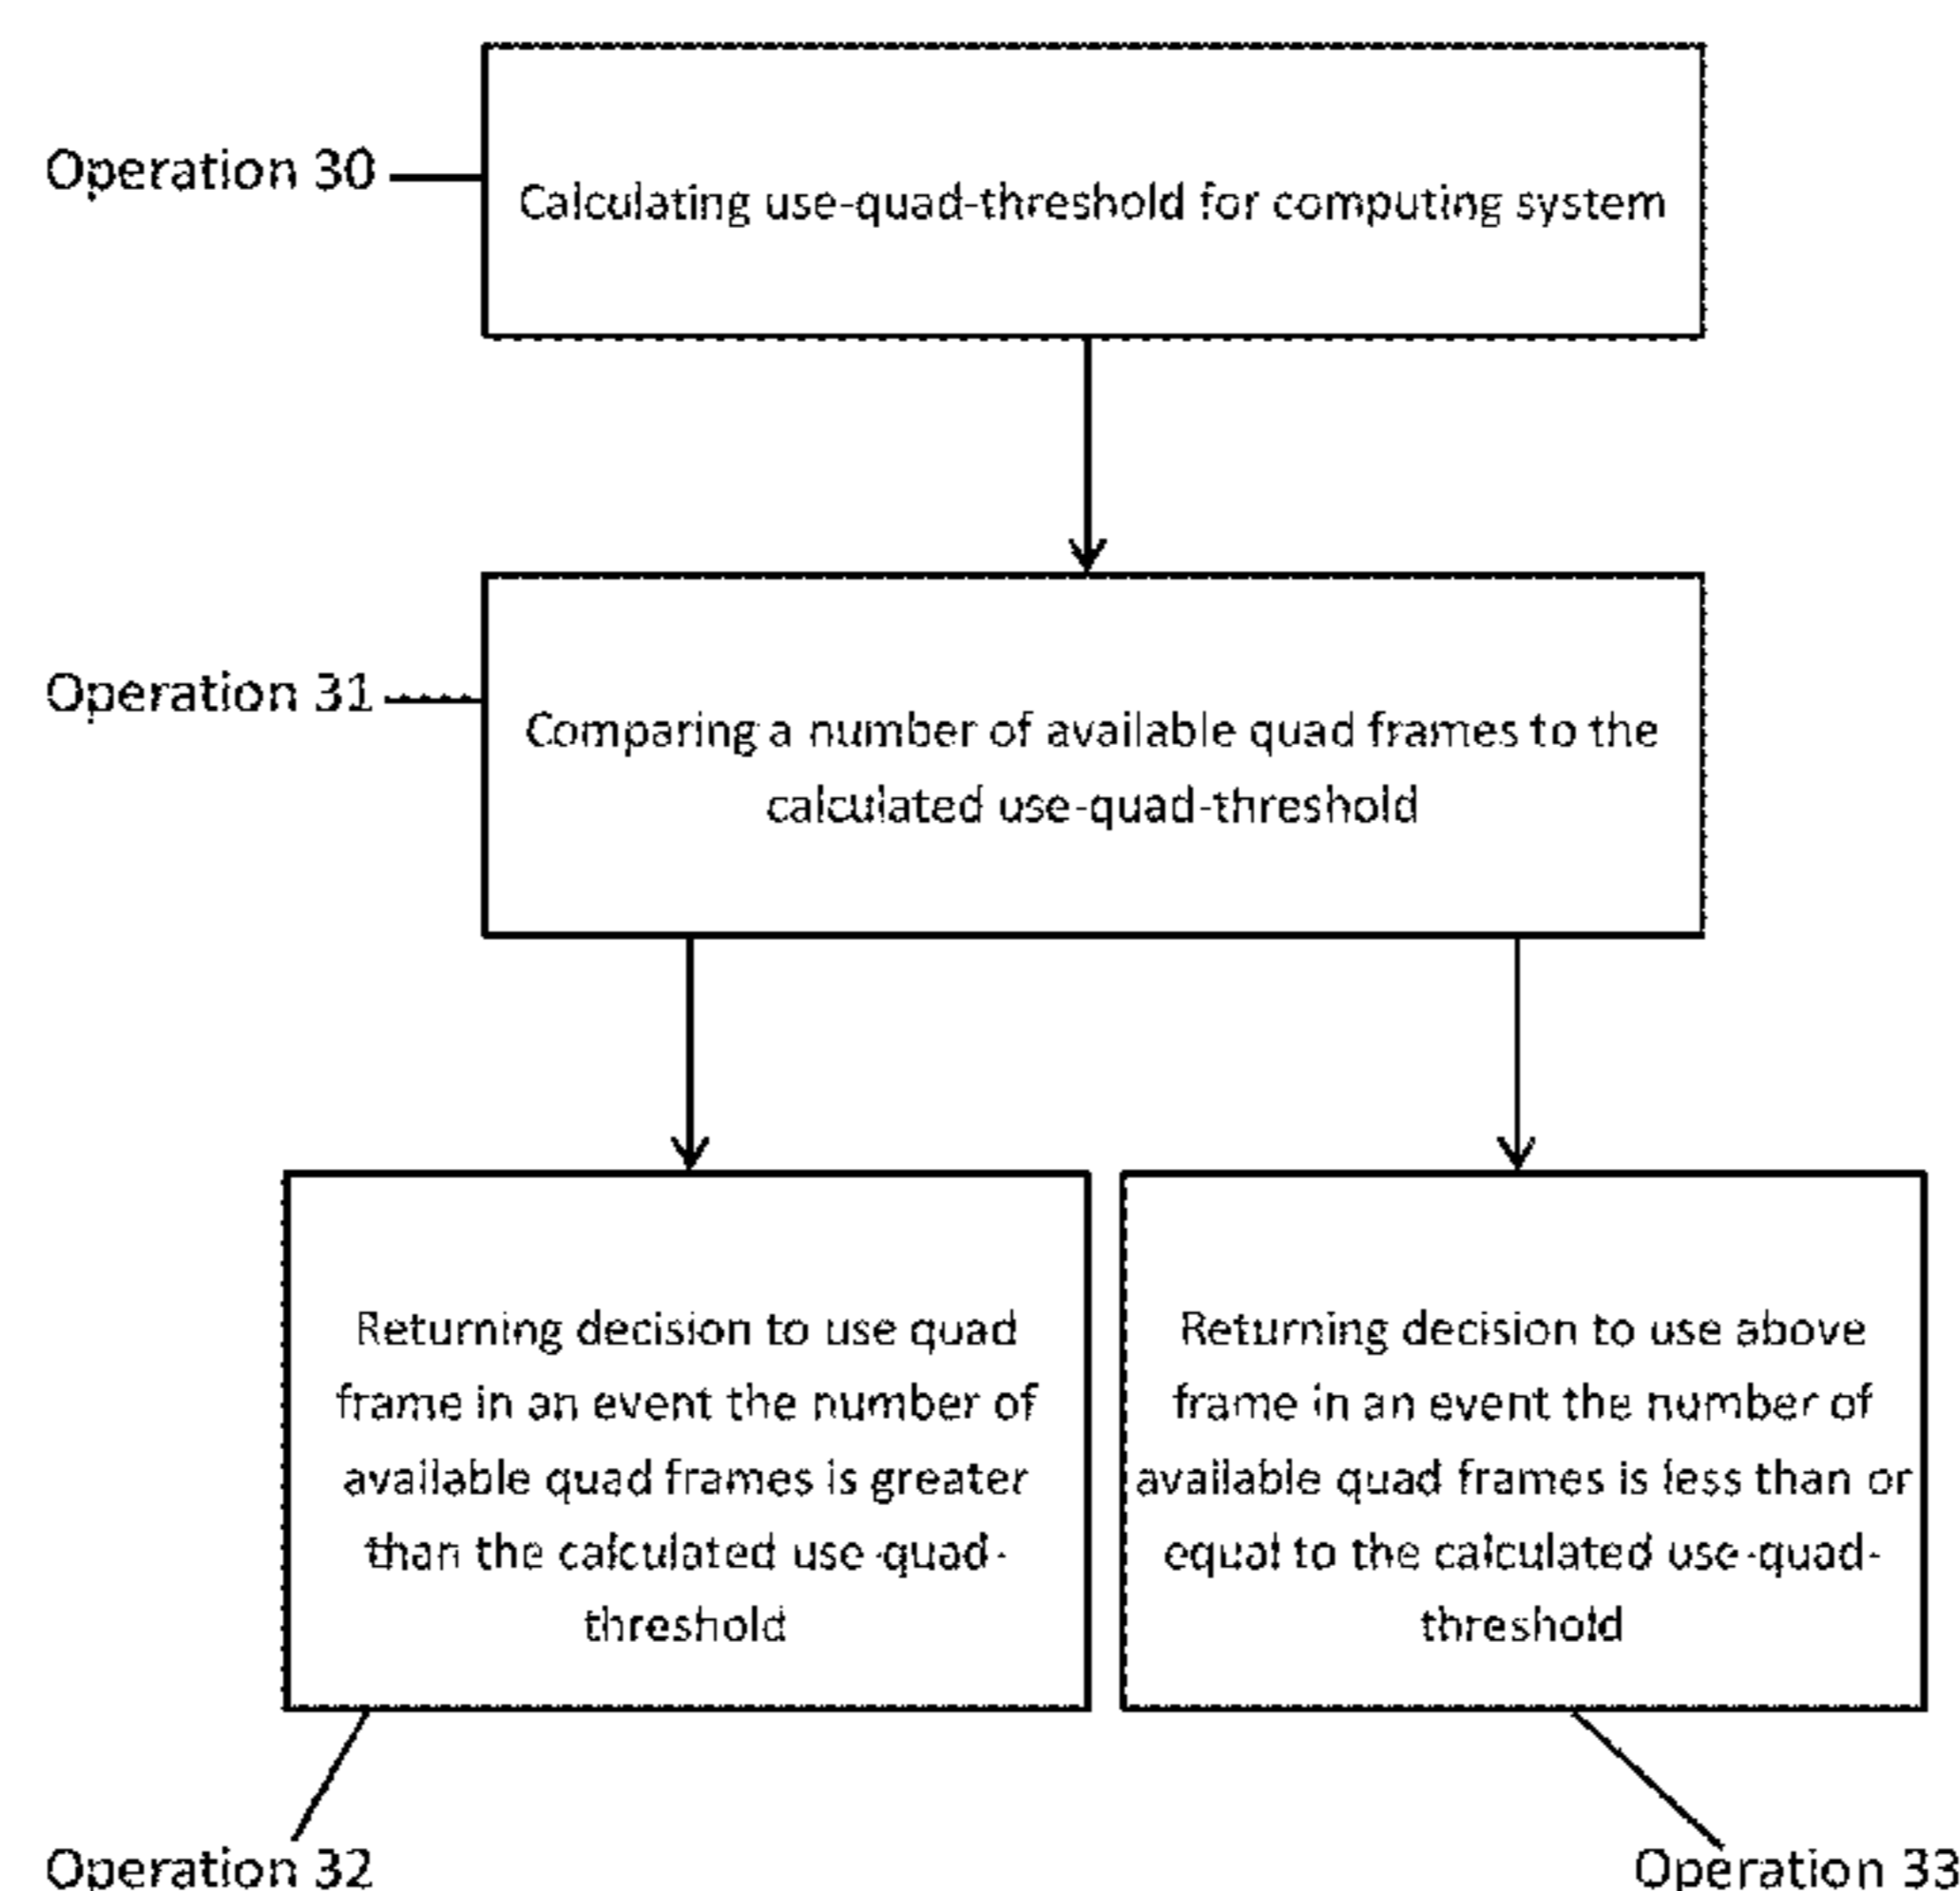 Operation 30
Calculating use-quad-threshold for computing system
Operation 31
Comparing a number of available quad frames to the
calculated use-quad-threshold
Returning decision to use quad
frame in an event the number of
available quad frames is greater
than the calculated use-quad-
threshold
Returning decision to use above
frame in an event the number of
available quad frames is less than or
equal to the calculated use-quad-
threshold
Operation 32
Operation 33